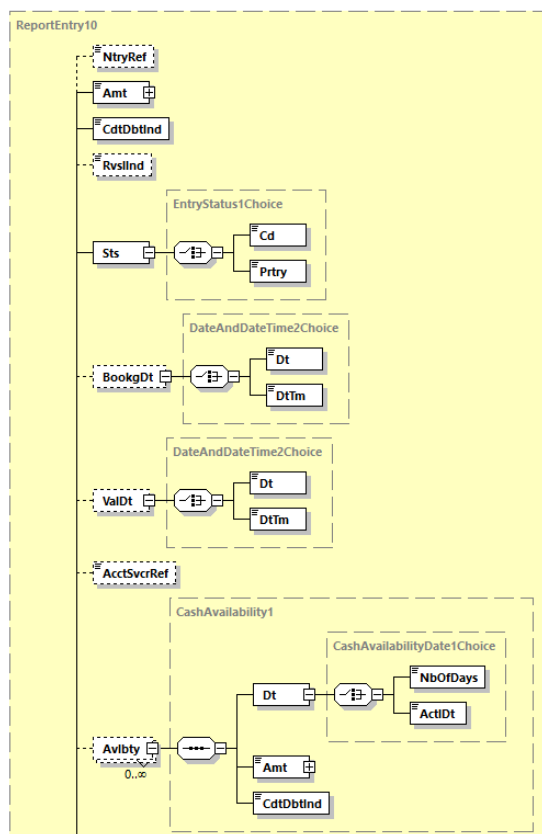 ReportEntry10
NtryRef
Amt
CdtDbtInd
RvslInd
EntryStatus1Choice
Cd
Sts
Prtry
DateAndDateTime2Choice
Dt
BookgDt
DtTm
DateAndDateTime2Choice
Dt
ValDt
DtTm
AcctSvcrRef
CashAvailability1
CashAvailabilityDate1Choice
NbOfDays
Dt
ActlDt
Avlbty
0..∞
Amt
CdtDbtInd